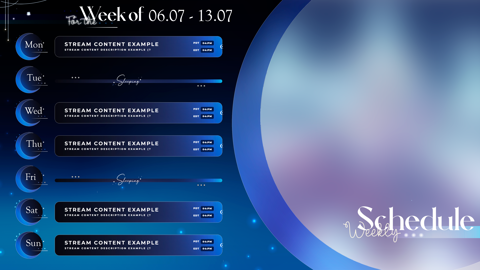 For the Week of 06.07 - 13.07
Mon
STREAM CONTENT EXAMPLE
STREAM CONTENT DESCRIPTION EXAMPLE //
Tue
Sleeping
Wed
STREAM CONTENT EXAMPLE
STREAM CONTENT DESCRIPTION EXAMPLE //
Thu
STREAM CONTENT EXAMPLE
STREAM CONTENT DESCRIPTION EXAMPLE //
Fri
Sleeping
Sat
STREAM CONTENT EXAMPLE
STREAM CONTENT DESCRIPTION EXAMPLE //
Sun
STREAM CONTENT EXAMPLE
STREAM CONTENT DESCRIPTION EXAMPLE //
Weekly Schedule